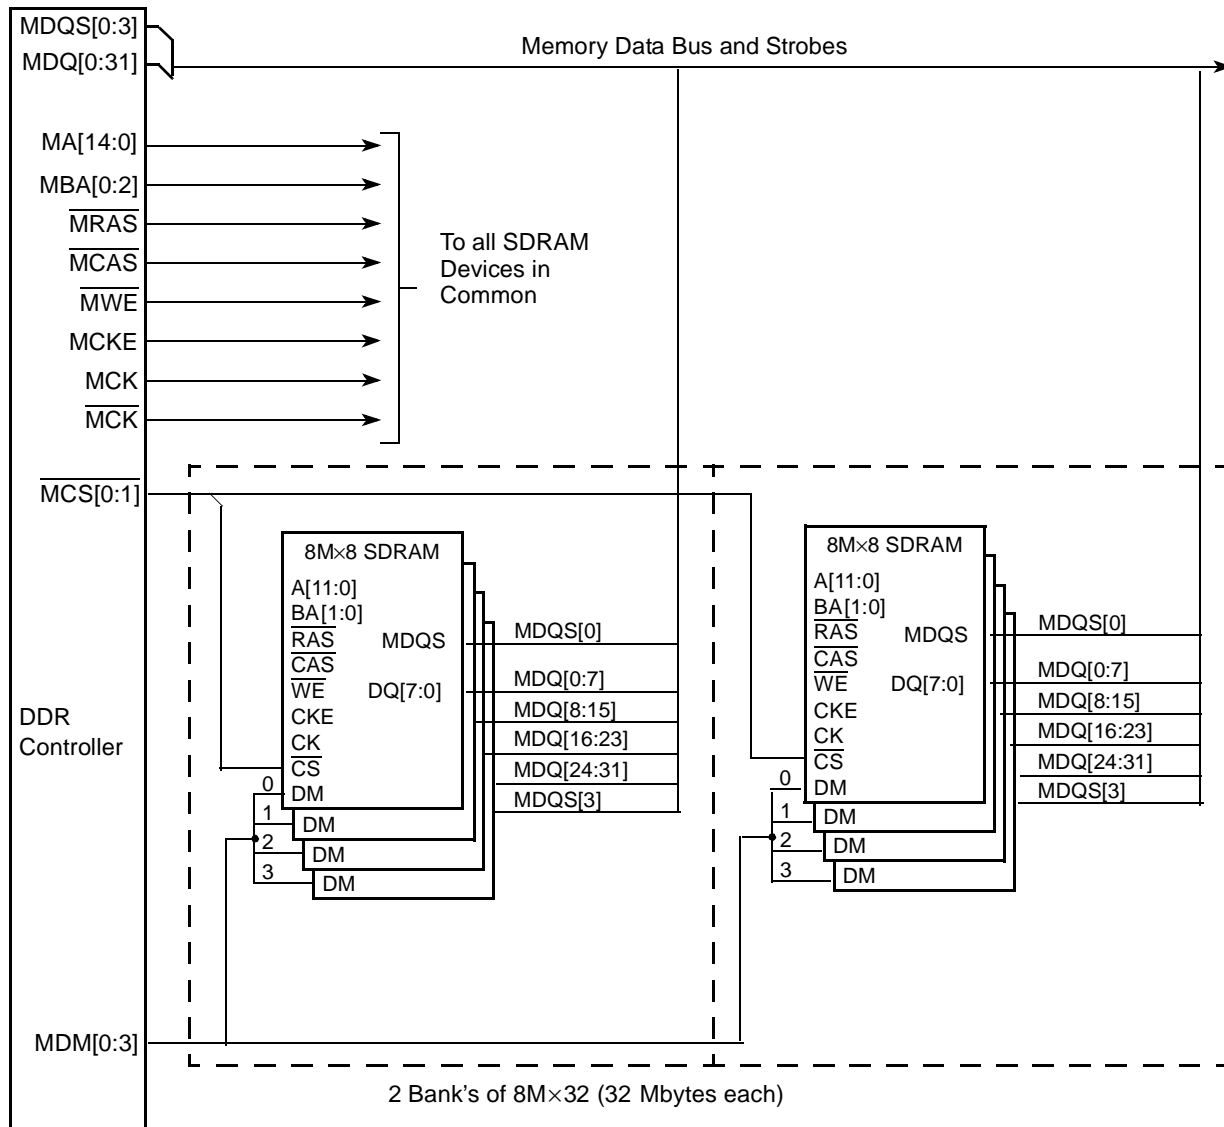 MDQS[0:3]
MDQ[0:31]
Memory Data Bus and Strobes
MA[14:0]
MBA[0:2]
MRAS
MCAS
MWE
MCKE
MCK
MCK
To all SDRAM
Devices in
Common
MCS[0:1]
DDR
Controller
MDM[0:3]
8M×8 SDRAM
A[11:0]
BA[1:0]
RAS
CAS
WE
CKE
CK
CS
DM
MDQS
DQ[7:0]
0
1
2
3
DM
DM
DM
MDQS[0]
MDQ[0:7]
MDQ[8:15]
MDQ[16:23]
MDQ[24:31]
MDQS[3]
8M×8 SDRAM
A[11:0]
BA[1:0]
RAS
CAS
WE
CKE
CK
CS
DM
MDQS
DQ[7:0]
0
1
2
3
DM
DM
DM
MDQS[0]
MDQ[0:7]
MDQ[8:15]
MDQ[16:23]
MDQ[24:31]
MDQS[3]
2 Bank's of 8M×32 (32 Mbytes each)